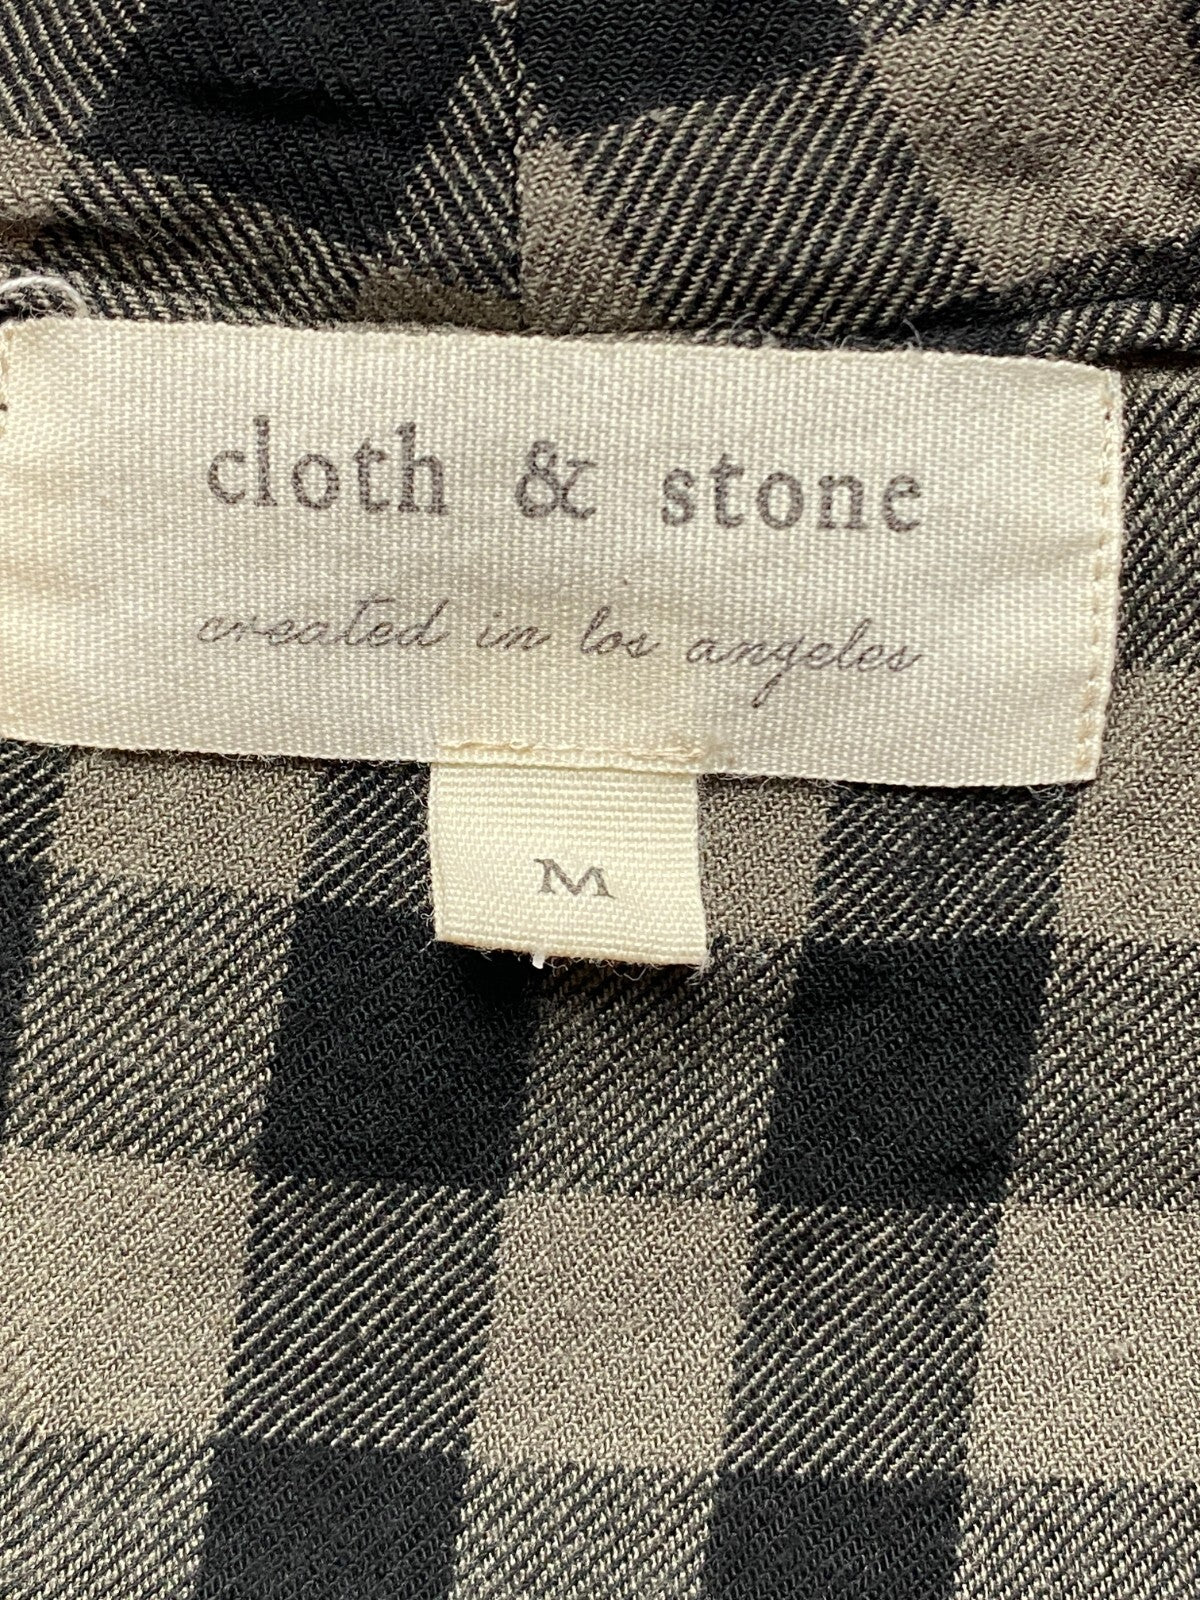 cloth & stone
created in los angeles
M